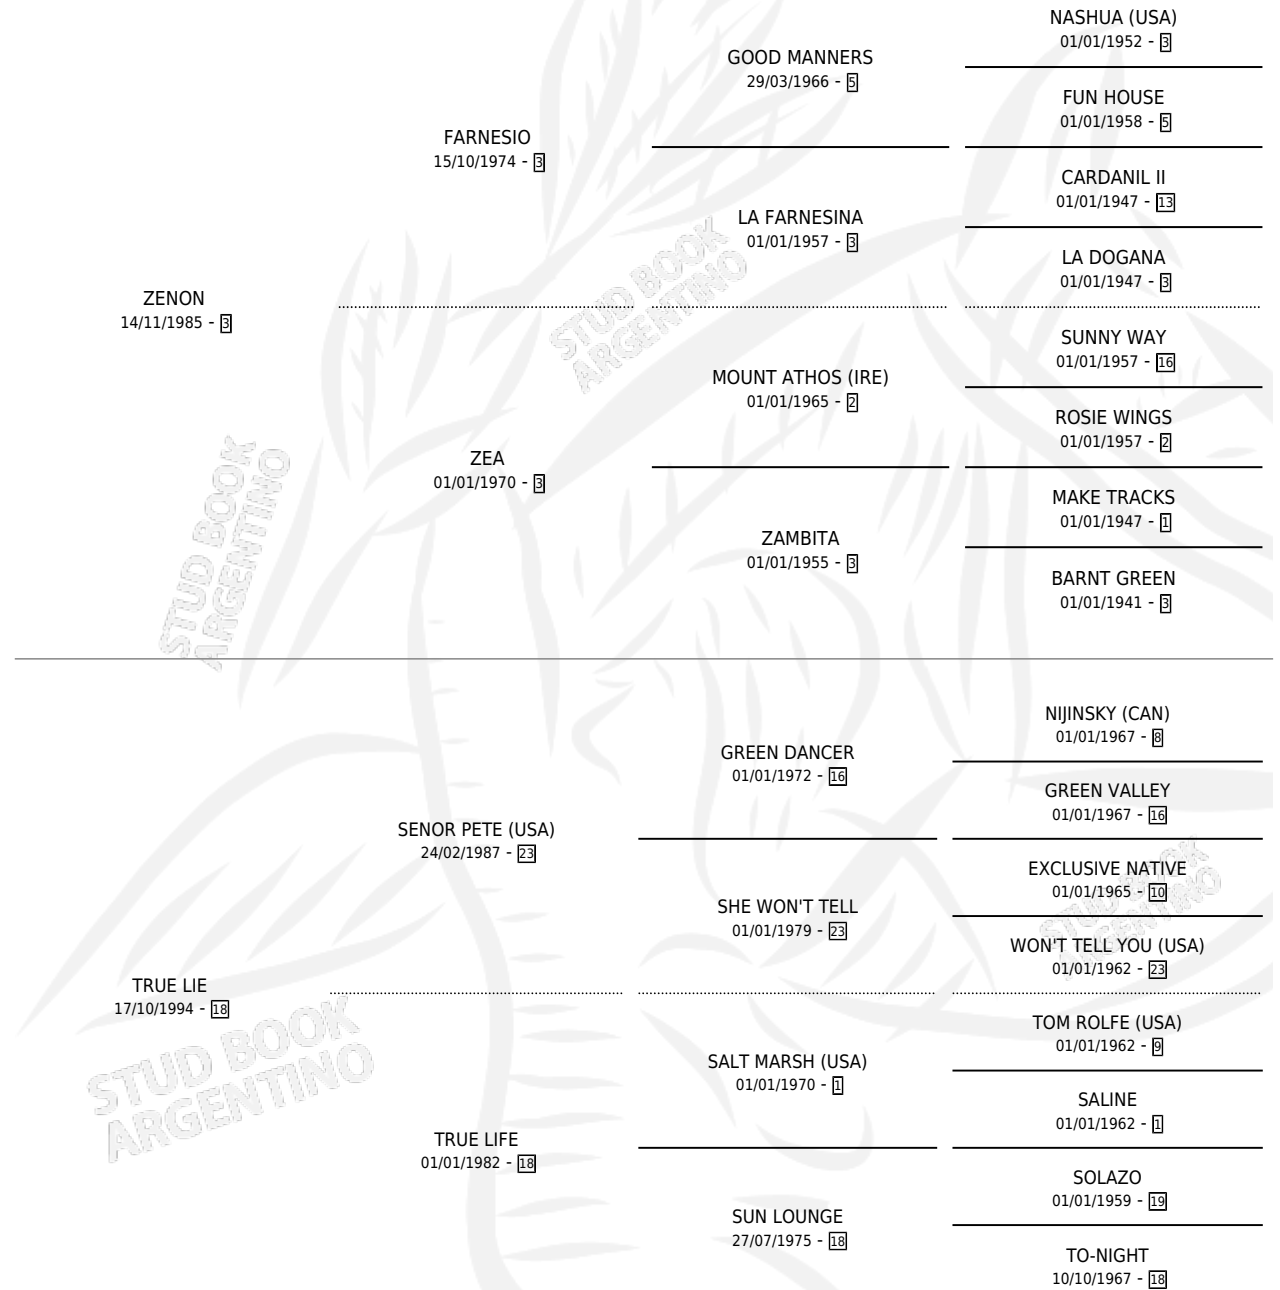 NASHUA (USA)
01/01/1952 - 3
GOOD MANNERS
29/03/1966 - 5
FUN HOUSE
01/01/1958 - 5
FARNESIO
15/10/1974 - 3
CARDANIL II
01/01/1947 - 13
LA FARNESINA
01/01/1957 - 3
LA DOGANA
01/01/1947 - 3
ZENON
14/11/1985 - 3
STUD BOOK
ARGENTINO
SUNNY WAY
01/01/1957 - 16
MOUNT ATHOS (IRE)
01/01/1965 - 2
ROSIE WINGS
01/01/1957 - 2
ZEA
01/01/1970 - 3
MAKE TRACKS
01/01/1947 - 1
ZAMBITA
01/01/1955 - 3
BARNT GREEN
01/01/1941 - 3
STUD BOOK
ARGENTINO
NIJINSKY (CAN)
01/01/1967 - 8
GREEN DANCER
01/01/1972 - 16
GREEN VALLEY
01/01/1967 - 16
SENOR PETE (USA)
24/02/1987 - 23
EXCLUSIVE NATIVE
01/01/1965 - 10
SHE WON'T TELL
01/01/1979 - 23
STUD BOOK
ARGENTINO
WON'T TELL YOU (USA)
01/01/1962 - 23
TRUE LIE
17/10/1994 - 18
STUD BOOK
ARGENTINO
TOM ROLFE (USA)
01/01/1962 - 9
SALT MARSH (USA)
01/01/1970 - 1
SALINE
01/01/1962 - 1
TRUE LIFE
01/01/1982 - 18
SOLAZO
01/01/1959 - 19
SUN LOUNGE
27/07/1975 - 18
TO-NIGHT
10/10/1967 - 18